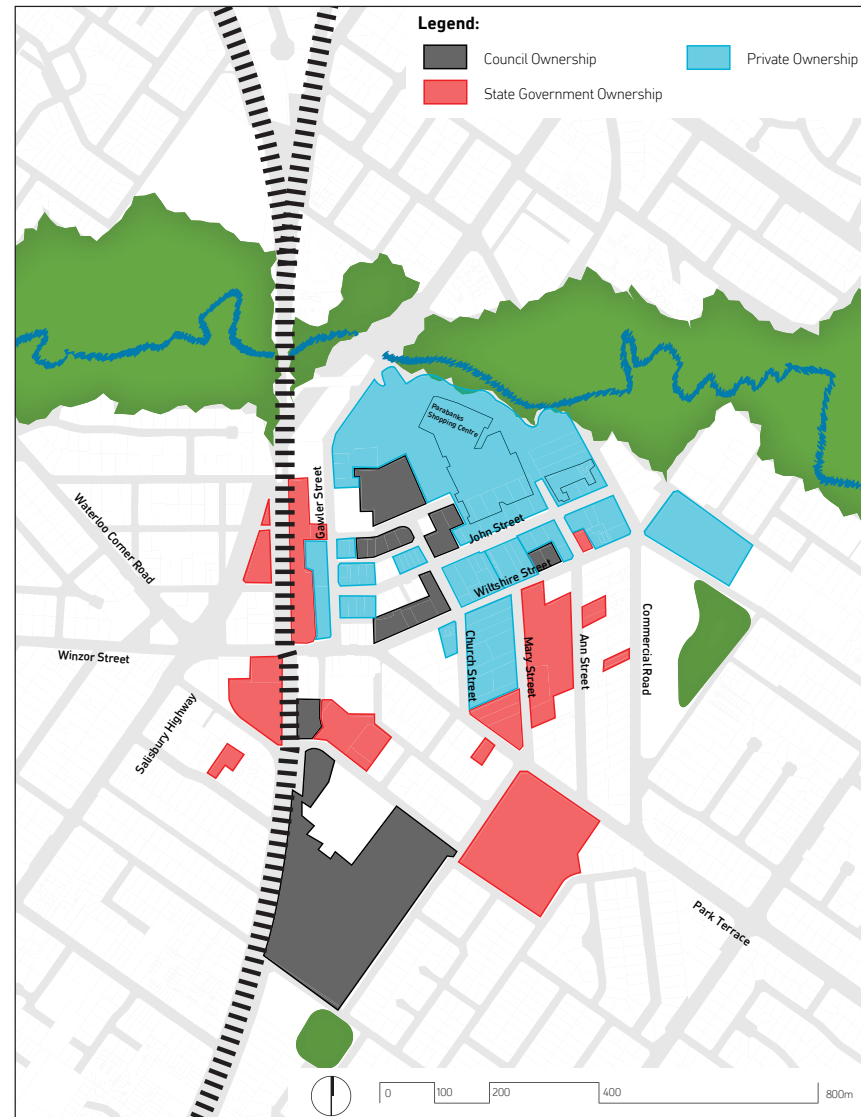 Legend:
Council Ownership
Private Ownership
State Government Ownership
Parabanks
Shopping Centre
Gawler Street
John Street
Waterloo Corner Road
Wiltshire Street
Winzor Street
Church Street
Mary Street
Ann Street
Commercial Road
Salisbury Highway
Park Terrace
0 100 200 400 800m